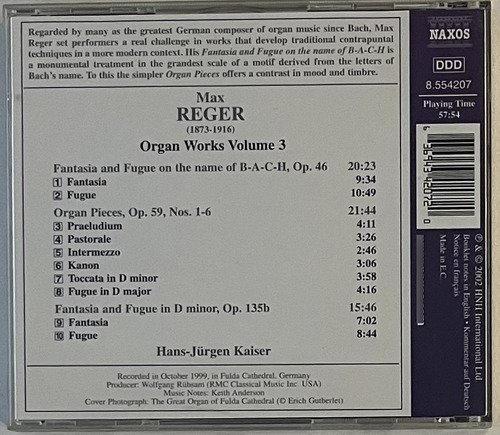 Regarded by many as the greatest German composer of organ music since Bach, Max
Reger set performers a real challenge in works that develop traditional contrapuntal
techniques in a more modern context. His Fantasia and Fugue on the name of B-A-C-H is
a monumental treatment in the grandest scale of a motif derived from the letters of
Bach's name. To this the simpler Organ Pieces offers a contrast in mood and timbre.
Max
REGER
(1873-1916)
Organ Works Volume 3
Fantasia and Fugue on the name of B-A-C-H, Op. 46 20:23
1 Fantasia 9:34
2 Fugue 10:49
Organ Pieces, Op. 59, Nos. 1-6 21:44
3 Praeludium 4:11
4 Pastorale 3:26
5 Intermezzo 2:46
6 Kanon 3:06
7 Toccata in D minor 3:58
8 Fugue in D major 4:16
Fantasia and Fugue in D minor, Op. 135b 15:46
9 Fantasia 7:02
10 Fugue 8:44
Hans-Jürgen Kaiser
Recorded in October 1999, in Fulda Cathedral, Germany
Producer: Wolfgang Rübsam (RMC Classical Music Inc. USA)
Music Notes: Keith Anderson
Cover Photograph: The Great Organ of Fulda Cathedral (© Erich Gutberlet)
NAXOS
DDD
8.554207
Playing Time
57:54
6 36943 42072 0
℗ & © 2002 HNH International Ltd.
Booklet notes in English • Kommentar auf Deutsch
Notice en français
Made in E.C.